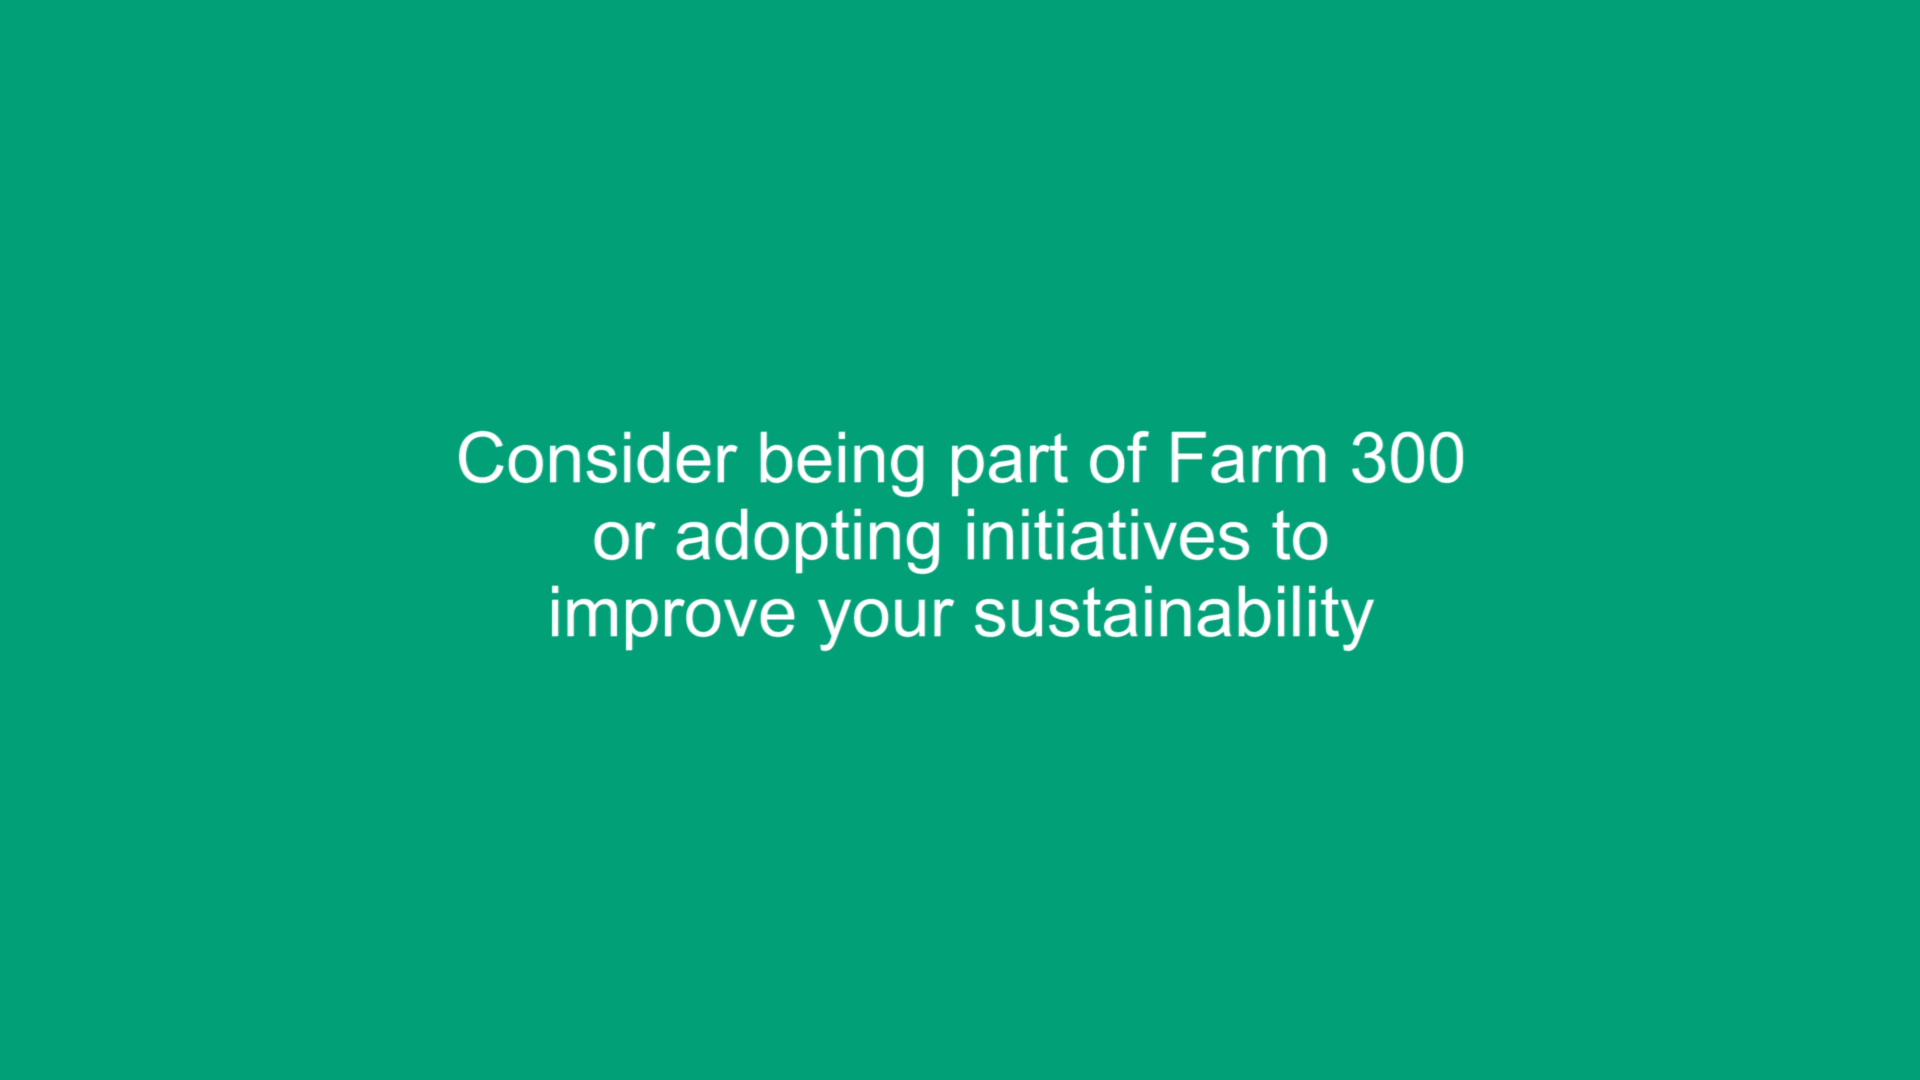 Consider being part of Farm 300
or adopting initiatives to
improve your sustainability